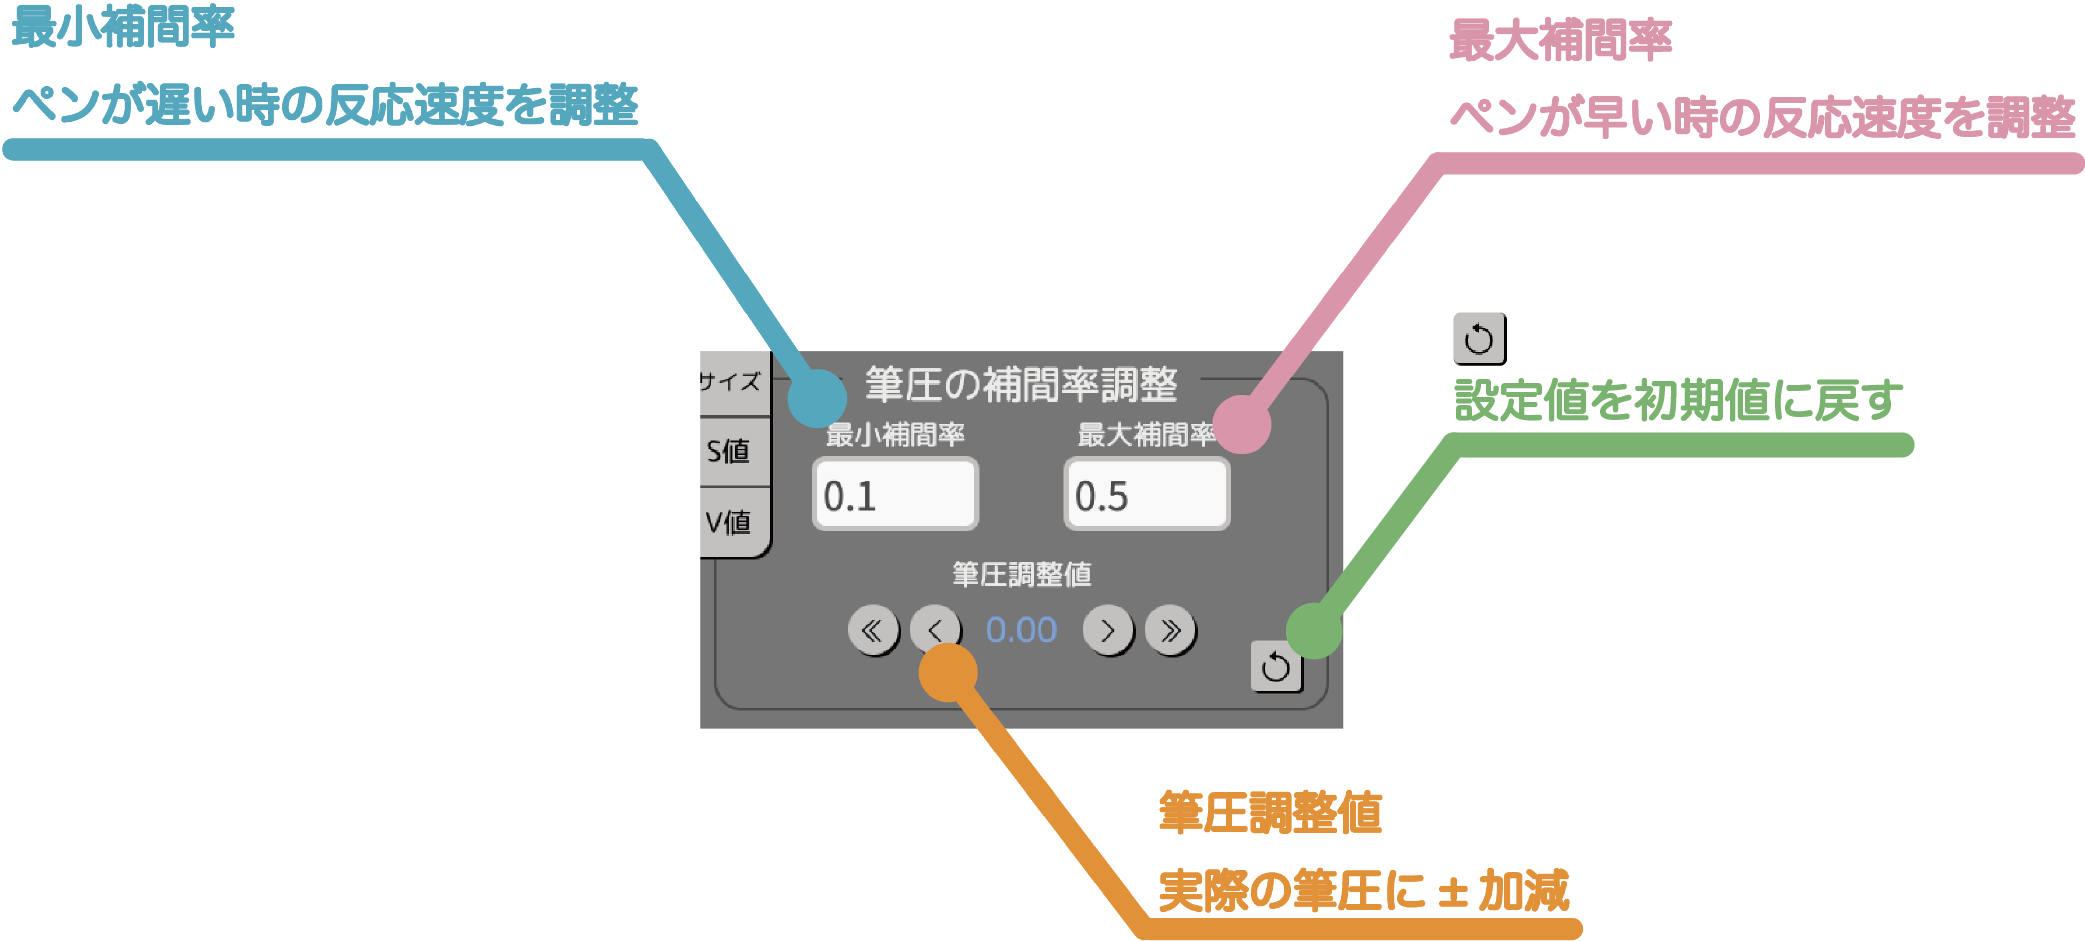 最小補間率
ペンが遅い時の反応速度を調整
最大補間率
ペンが早い時の反応速度を調整
設定値を初期値に戻す
サイズ
S値
V値
筆圧の補間率調整
最小補間率
最大補間率
0.1
0.5
筆圧調整値
0.00
筆圧調整値
実際の筆圧に±加減